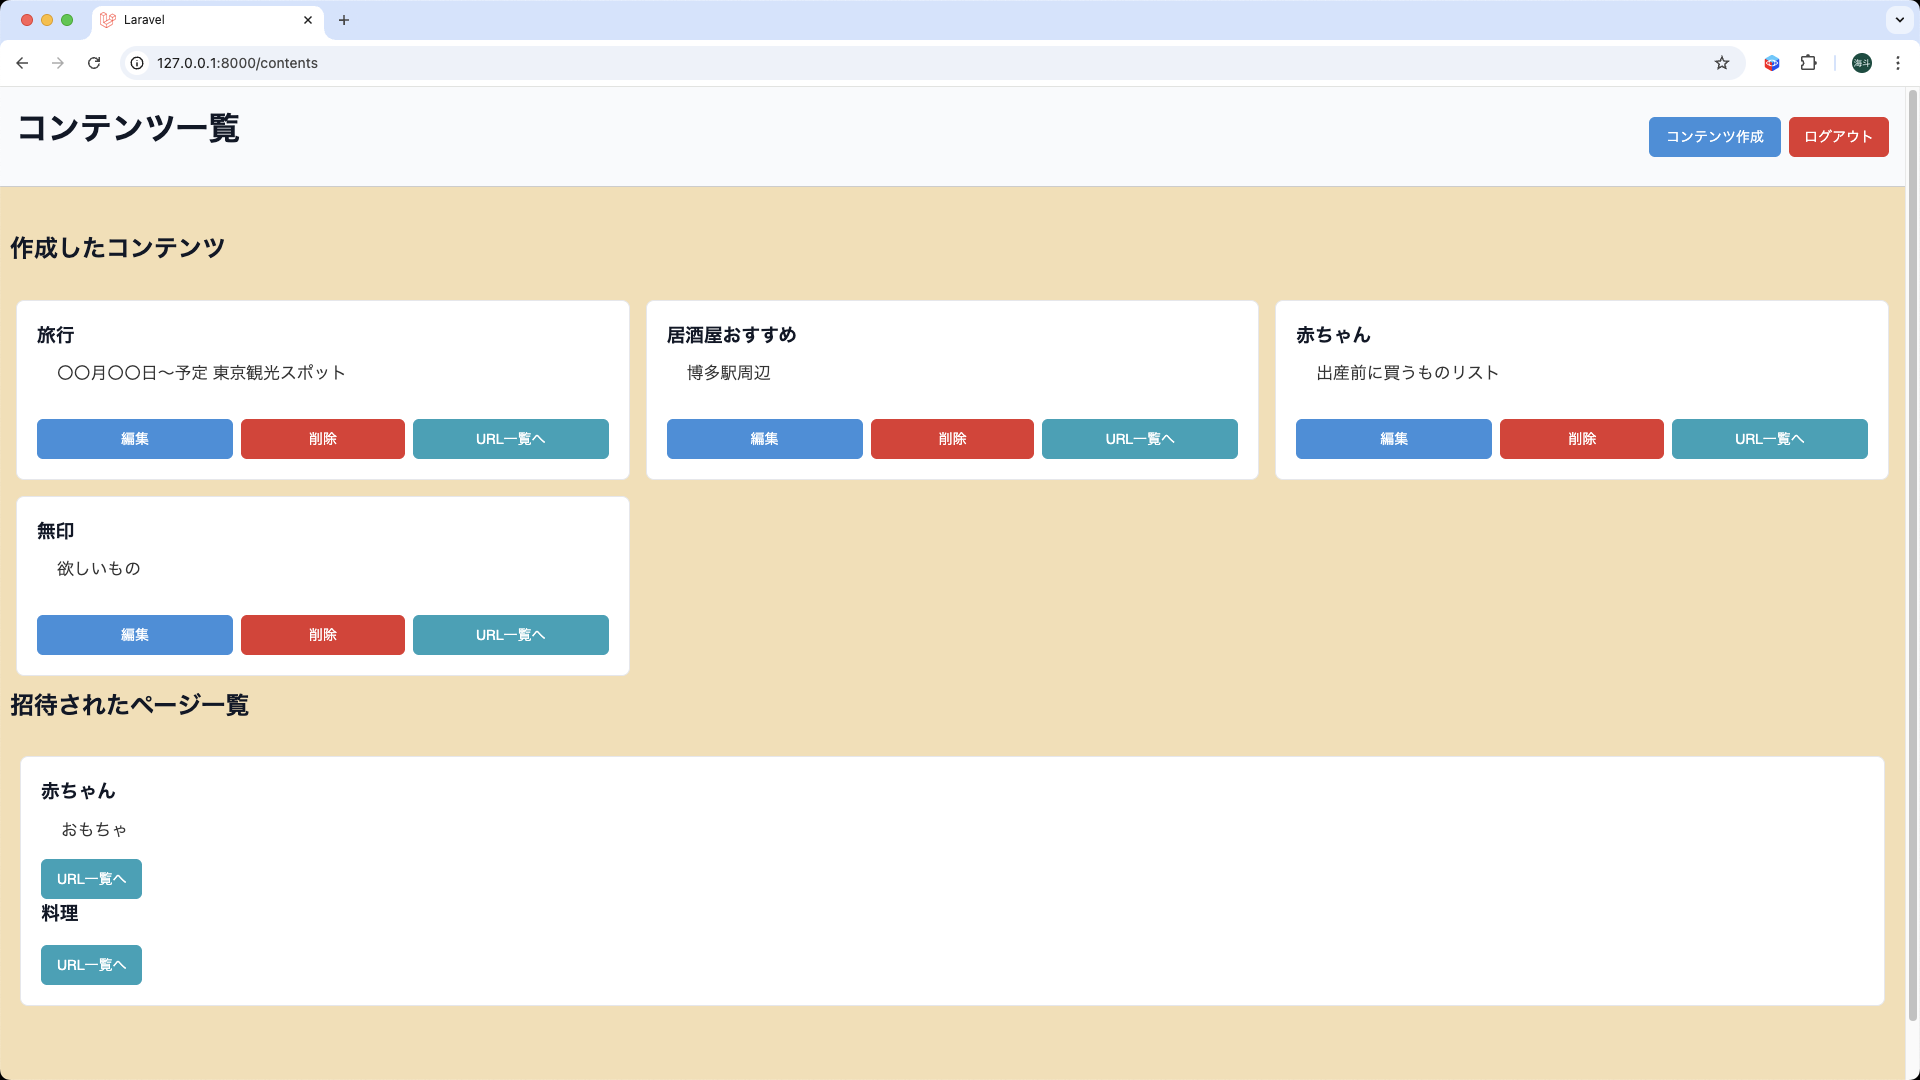 Laravel
127.0.0.1:8000/contents
海斗
コンテンツ一覧
コンテンツ作成 ログアウト
作成したコンテンツ
旅行
〇〇月〇〇日〜予定 東京観光スポット
編集 削除 URL一覧へ
居酒屋おすすめ
博多駅周辺
編集 削除 URL一覧へ
赤ちゃん
出産前に買うものリスト
編集 削除 URL一覧へ
無印
欲しいもの
編集 削除 URL一覧へ
招待されたページ一覧
赤ちゃん
おもちゃ
URL一覧へ
料理
URL一覧へ